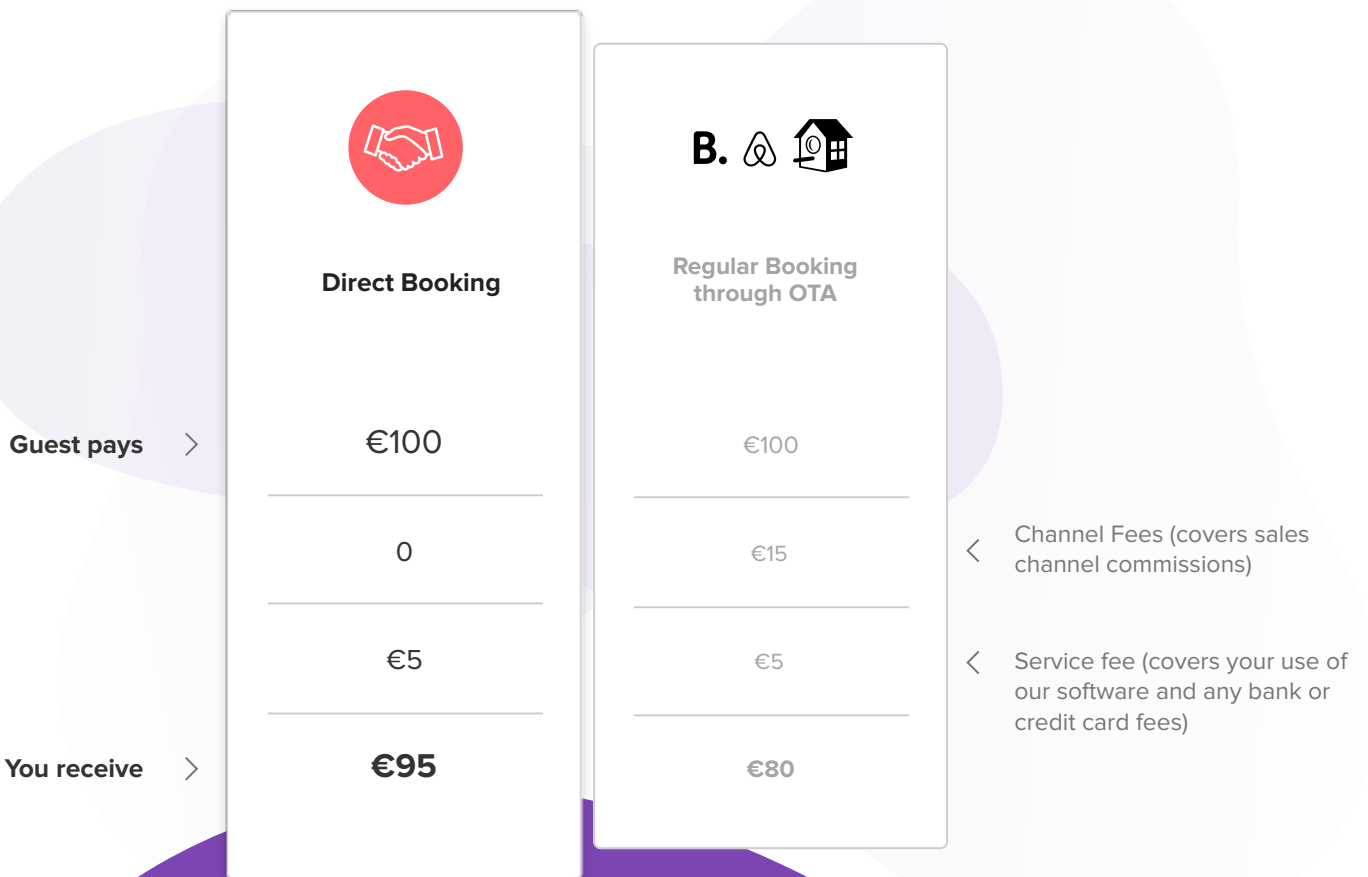 B.
Direct Booking
Regular Booking
through OTA
Guest pays
€100
€100
0
€15
Channel Fees (covers sales
channel commissions)
€5
€5
Service fee (covers your use of
our software and any bank or
credit card fees)
You receive
€95
€80